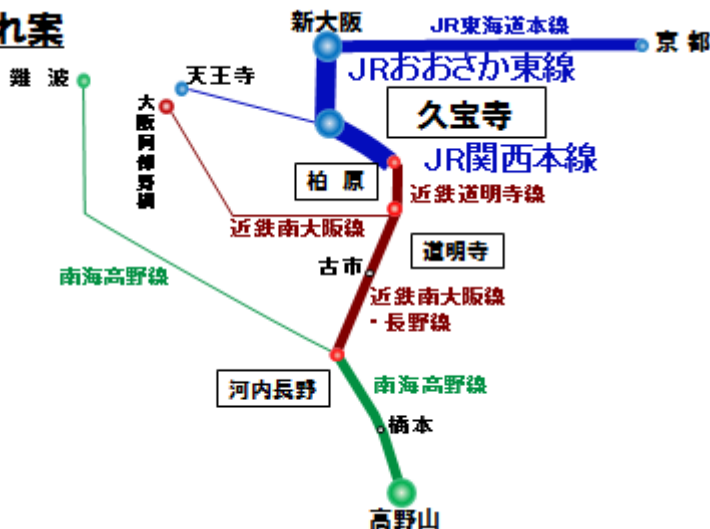 れ案
新大阪
JR東海道本線
京都
難波
天王寺
JRおおさか東線
大阪阿倍野橋
久宝寺
JR関西本線
柏原
近鉄道明寺線
近鉄南大阪線
道明寺
古市
南海高野線
近鉄南大阪線
・長野線
河内長野
南海高野線
橋本
高野山